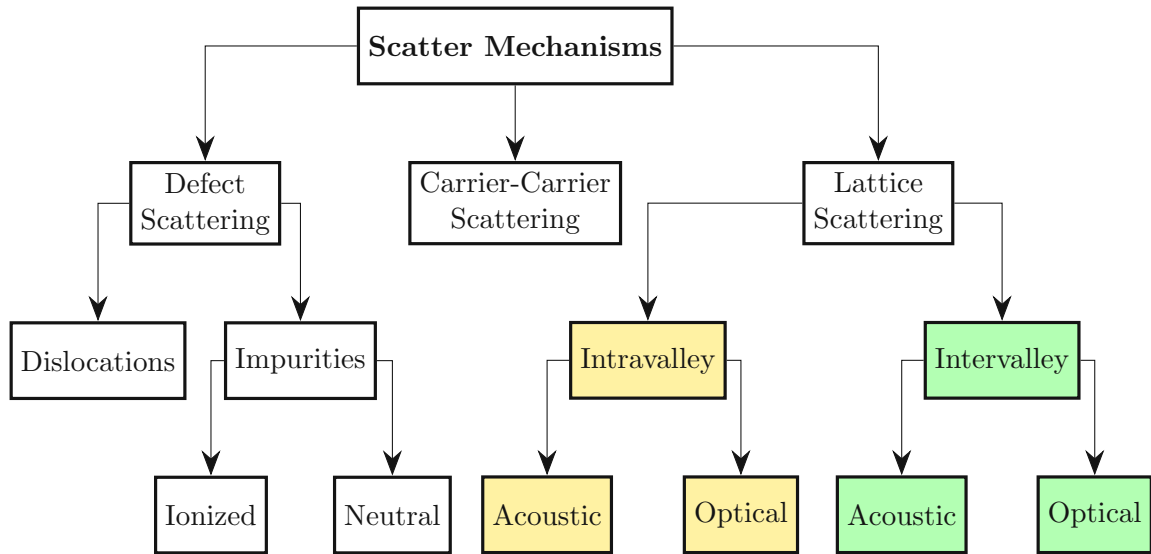 Scatter Mechanisms
Defect
Scattering
Carrier-Carrier
Scattering
Lattice
Scattering
Dislocations
Impurities
Intravalley
Intervalley
Ionized
Neutral
Acoustic
Optical
Acoustic
Optical